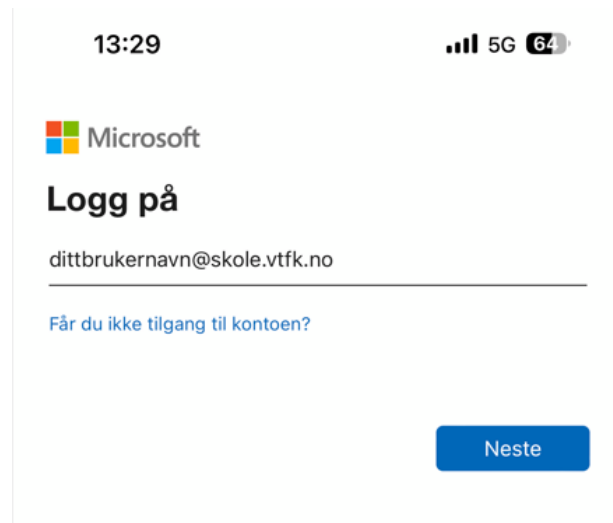 13:29 5G 64
Microsoft
Logg på
dittbrukernavn@skole.vtfk.no
Får du ikke tilgang til kontoen?
Neste